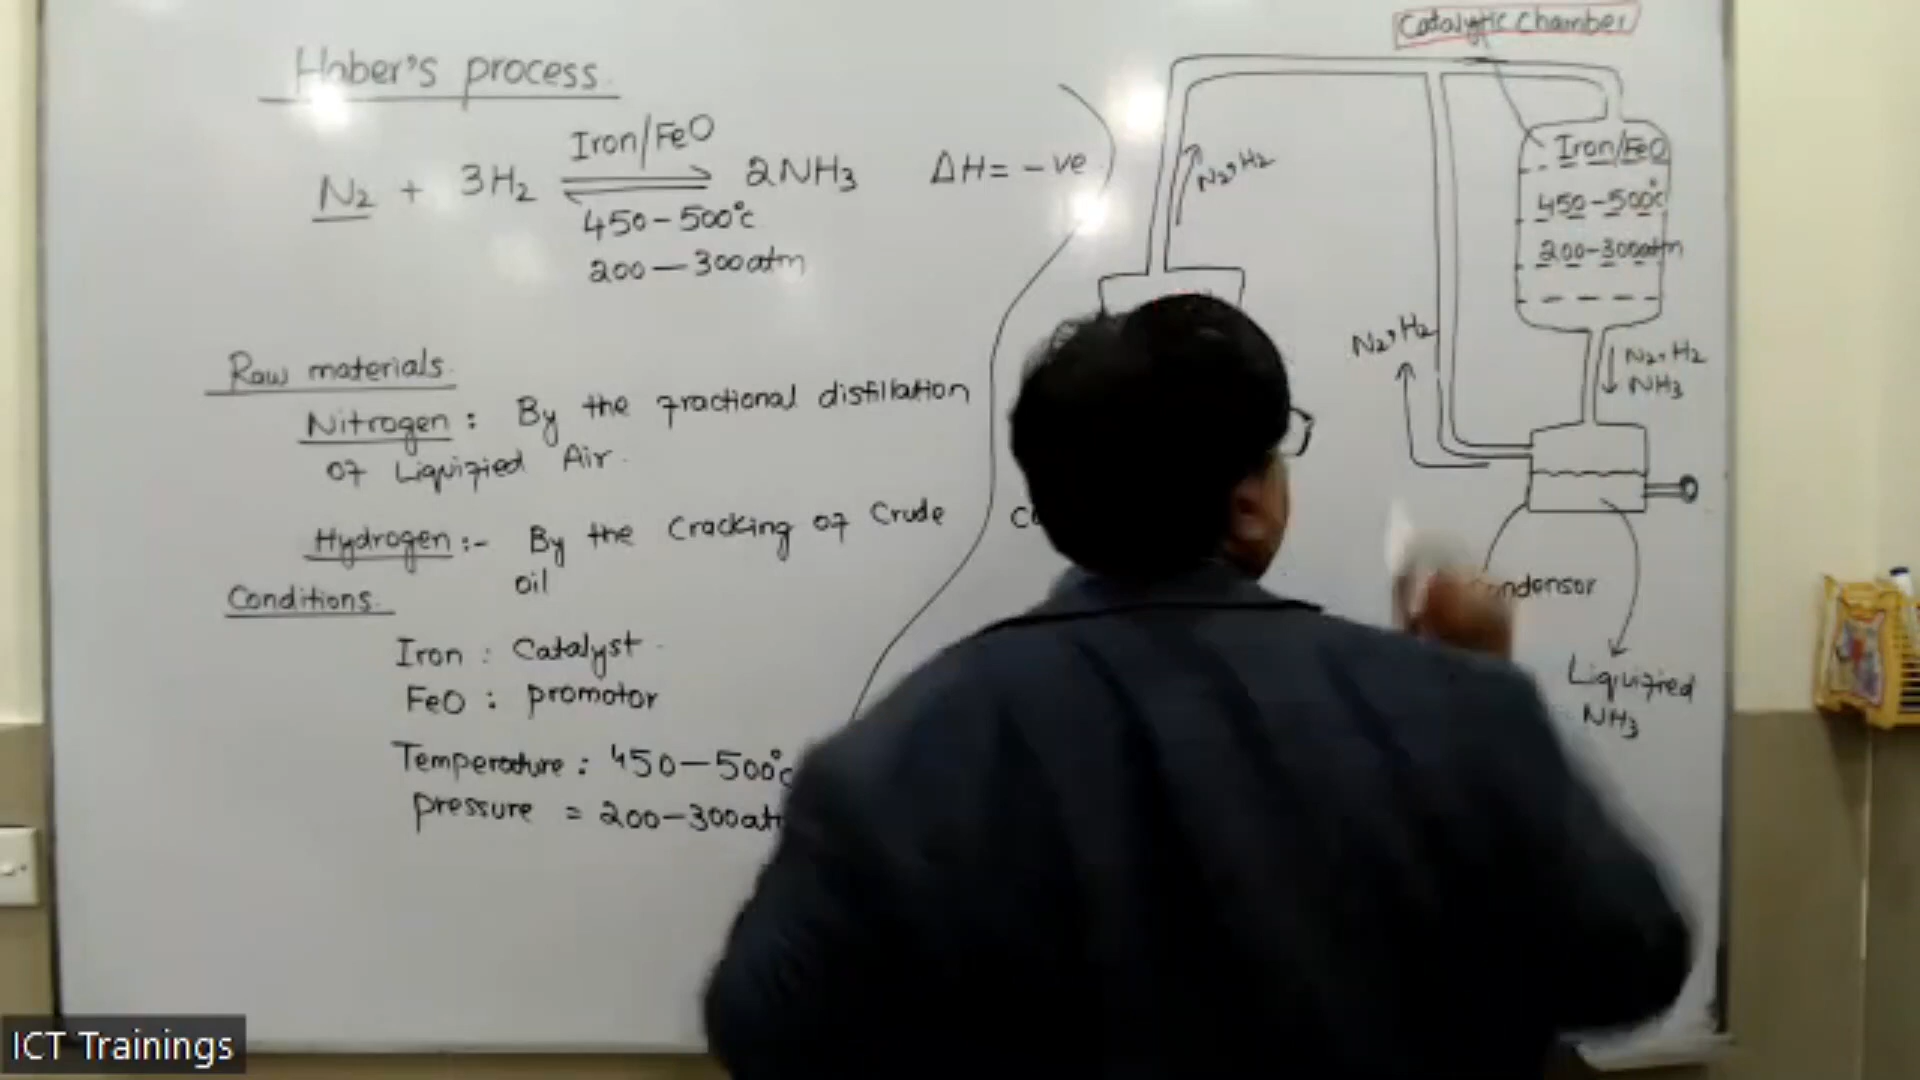 Haber's process
Iron/FeO
N2 + 3H2 ⇌ 2NH3 ΔH = -ve
450-500°C
200-300atm
Raw materials
Nitrogen: By the fractional distillation
of Liquified Air.
Hydrogen:- By the Cracking of Crude
oil
Conditions
Iron : Catalyst
FeO : promotor
Temperature: 450-500°C
pressure = 200-300at
Catalytic Chamber
Iron/FeO
450-500°C
200-300atm
N2, H2
N2, H2
N2, H2
NH3
ondensor
Liquified
NH3
ICT Trainings